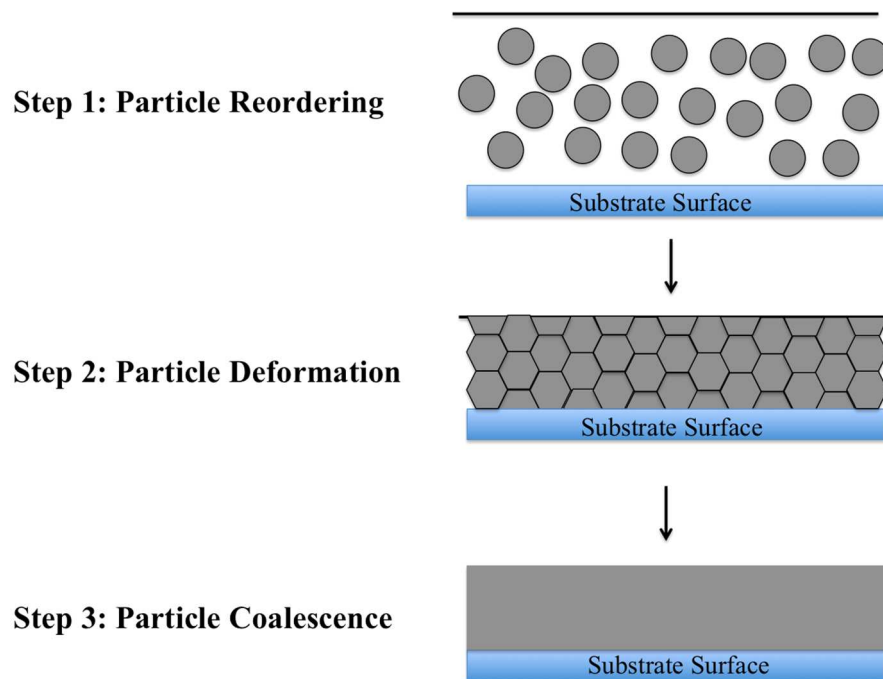 Step 1: Particle Reordering
Substrate Surface
Step 2: Particle Deformation
Substrate Surface
Step 3: Particle Coalescence
Substrate Surface